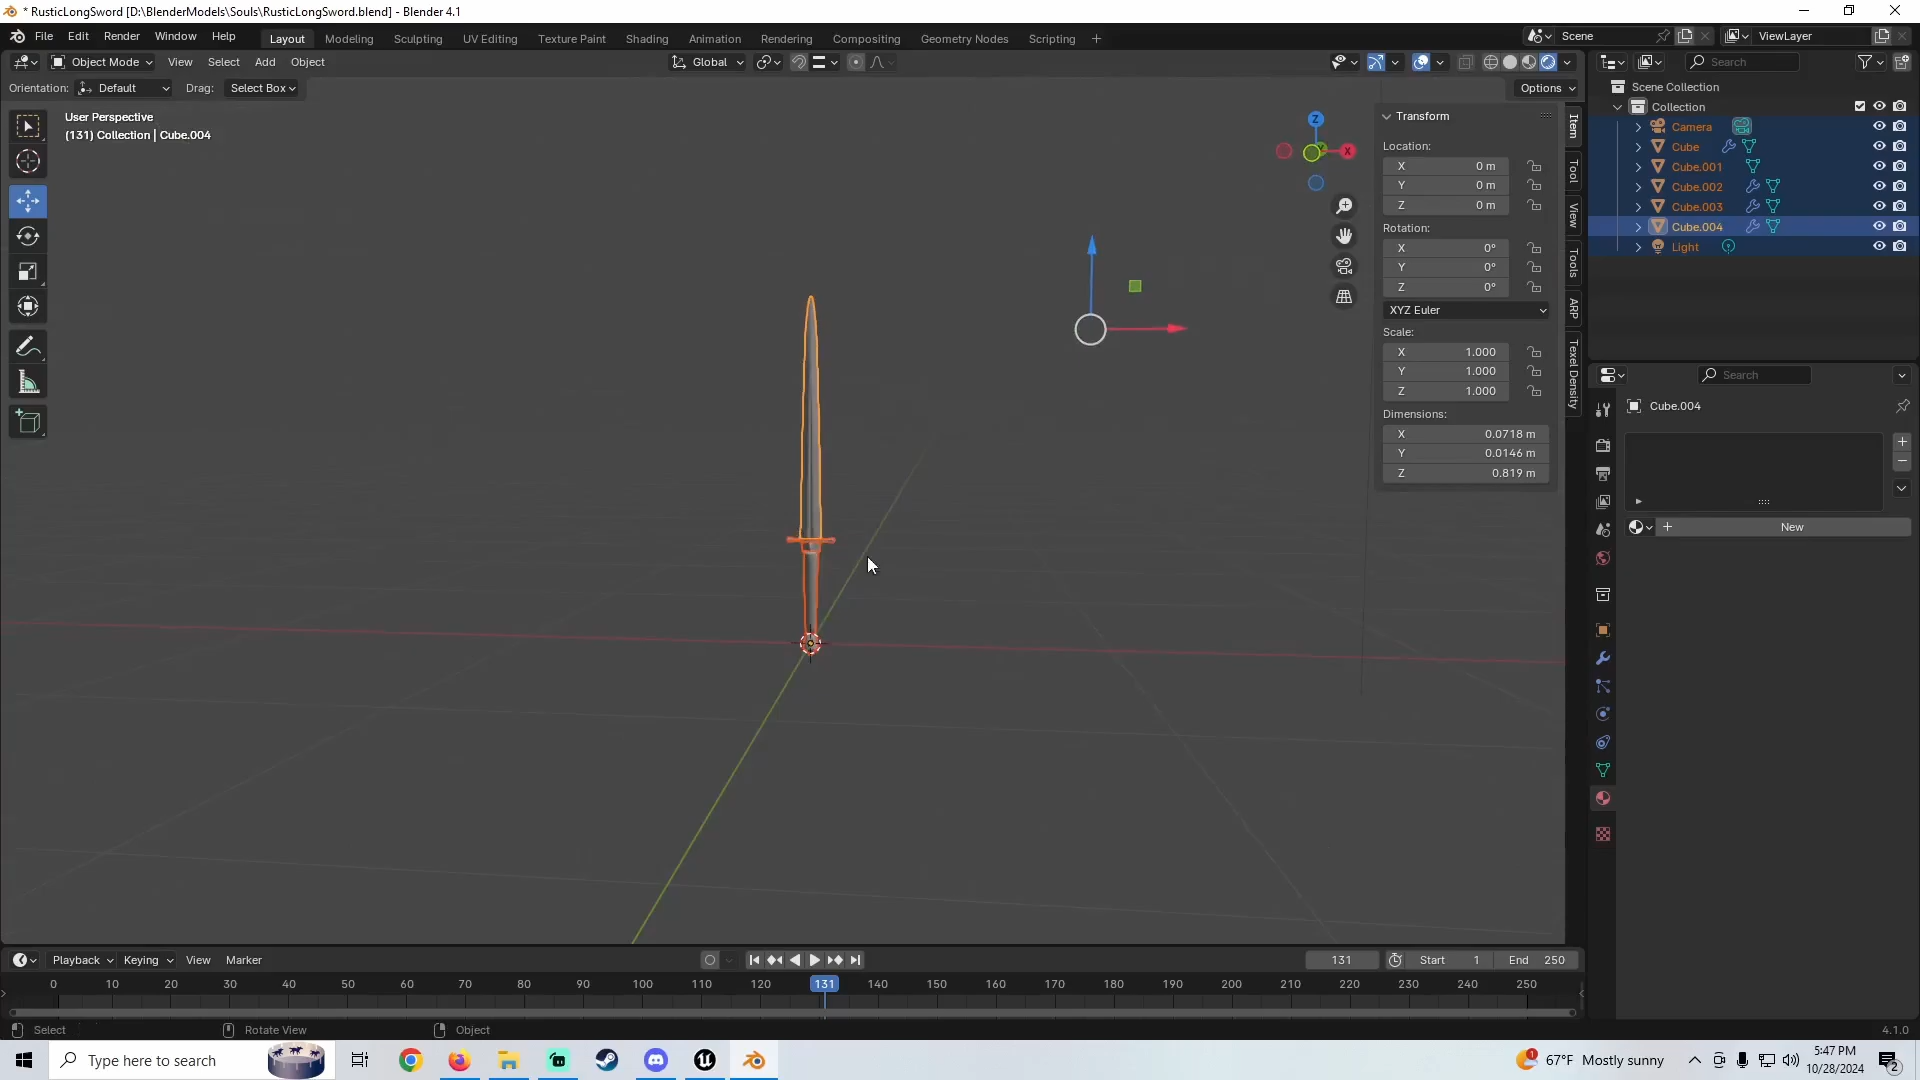 * RusticLongSword [D:\BlenderModels\Souls\RusticLongSword.blend] - Blender 4.1
File Edit Render Window Help Layout Modeling Sculpting UV Editing Texture Paint Shading Animation Rendering Compositing Geometry Nodes Scripting + Scene ViewLayer
Object Mode View Select Add Object Global Search
Orientation: Default Drag: Select Box Options
User Perspective
(131) Collection | Cube.004
Z
X
Transform
Location:
X 0 m
Y 0 m
Z 0 m
Rotation:
X 0°
Y 0°
Z 0°
XYZ Euler
Scale:
X 1.000
Y 1.000
Z 1.000
Dimensions:
X 0.0718 m
Y 0.0146 m
Z 0.819 m
Item
Tool
View
Tools
ARP
Texel Density
Scene Collection
Collection
Camera
Cube
Cube.001
Cube.002
Cube.003
Cube.004
Light
Search
Cube.004
New
Playback Keying View Marker 131 Start 1 End 250
0 10 20 30 40 50 60 70 80 90 100 110 120 131 140 150 160 170 180 190 200 210 220 230 240 250
Select Rotate View Object 4.1.0
Type here to search 1 67°F Mostly sunny 5:47 PM
10/28/2024 2